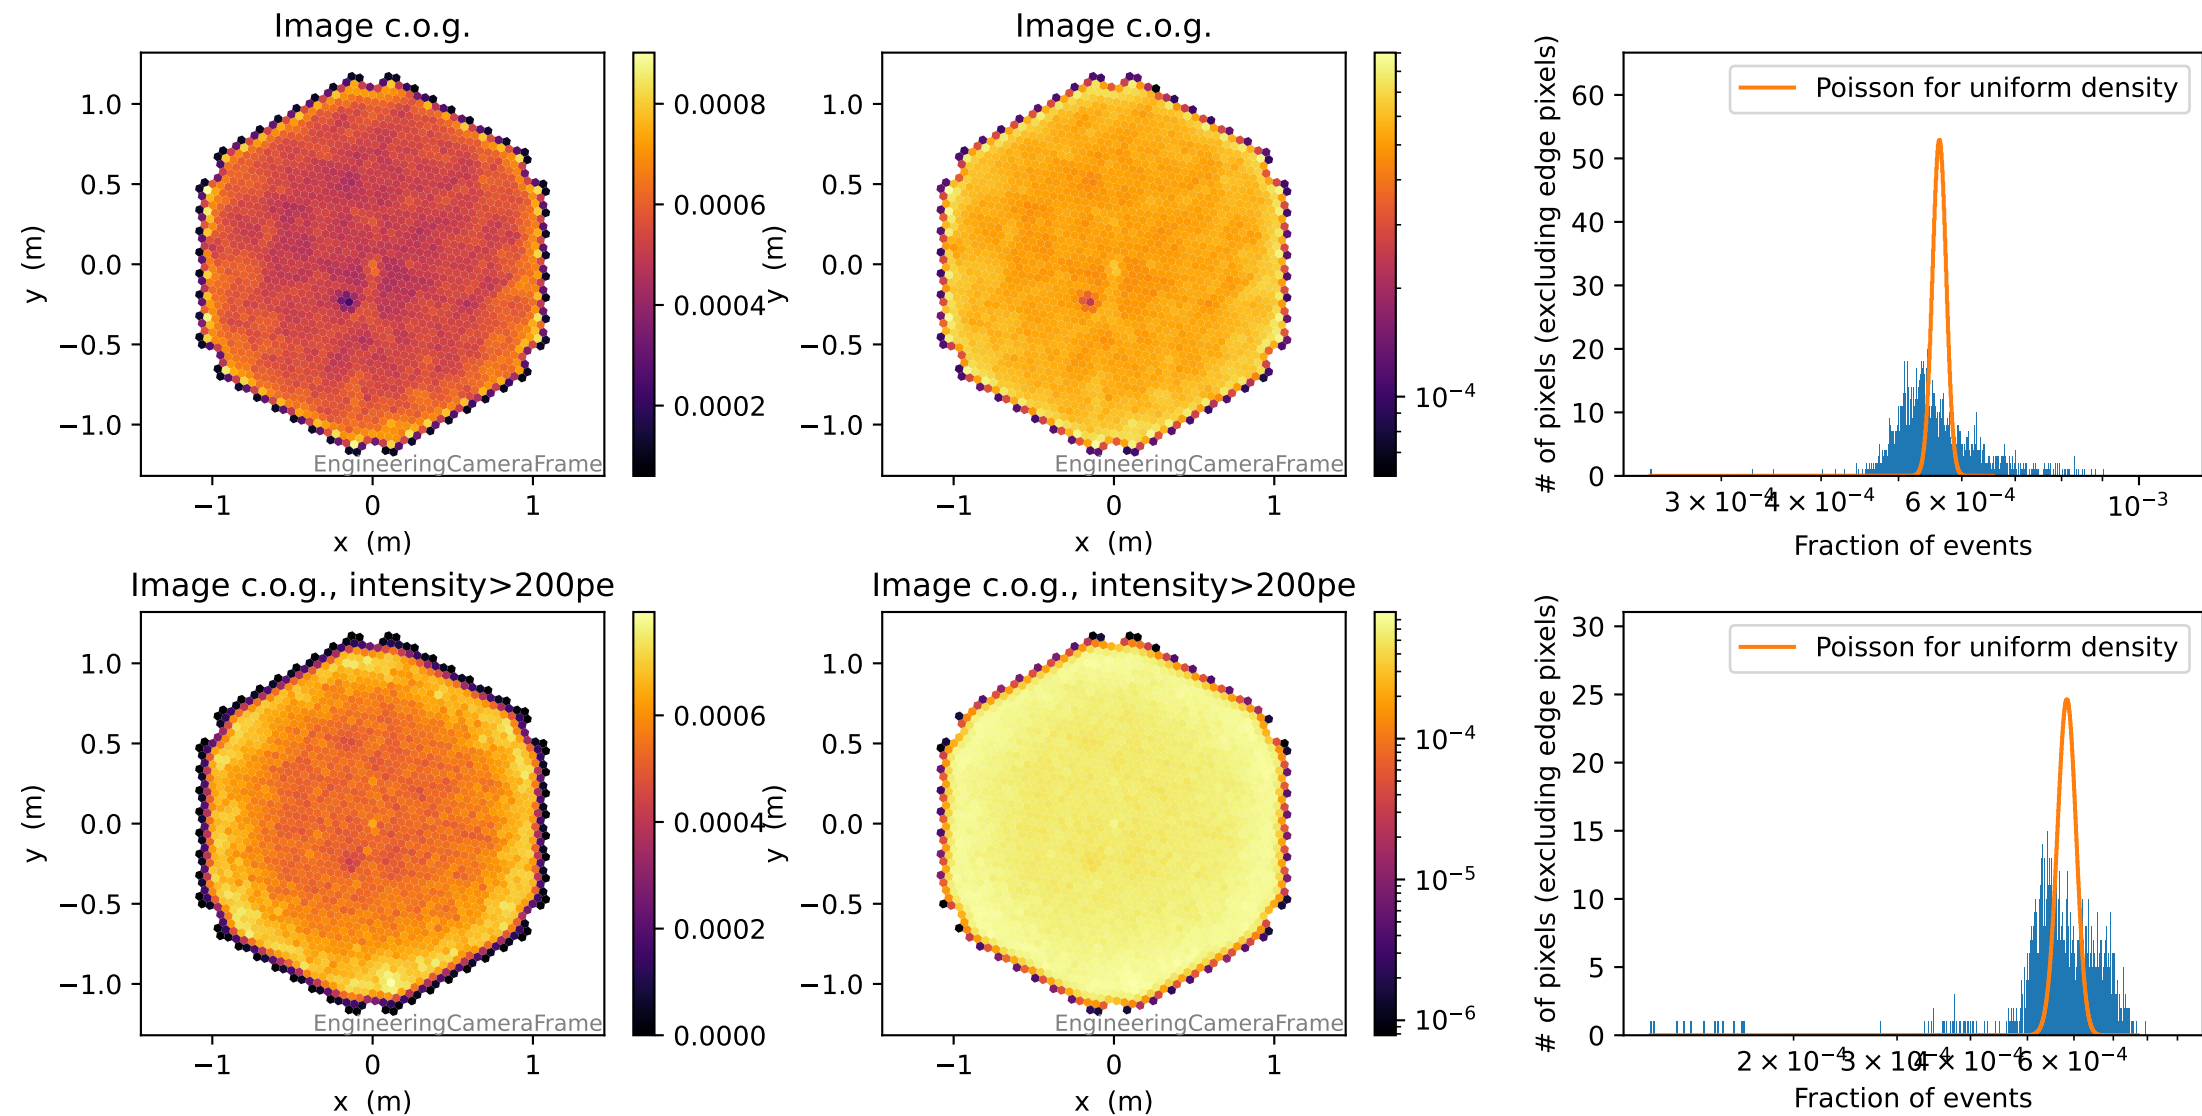 Image c.o.g.
Image c.o.g.
1.0
0.5
0.0
−0.5
−1.0
y (m)
−1
0
1
x (m)
EngineeringCameraFrame
0.0008
0.0006
0.0004
0.0002
1.0
0.5
0.0
−0.5
−1.0
y (m)
−1
0
1
x (m)
EngineeringCameraFrame
10⁻⁴
# of pixels (excluding edge pixels)
60
50
40
30
20
10
0
Poisson for uniform density
3 × 10⁻⁴
4 × 10⁻⁴
6 × 10⁻⁴
10⁻³
Fraction of events
Image c.o.g., intensity>200pe
Image c.o.g., intensity>200pe
1.0
0.5
0.0
−0.5
−1.0
y (m)
−1
0
1
x (m)
EngineeringCameraFrame
0.0006
0.0004
0.0002
0.0000
1.0
0.5
0.0
−0.5
−1.0
y (m)
−1
0
1
x (m)
EngineeringCameraFrame
10⁻⁴
10⁻⁵
10⁻⁶
# of pixels (excluding edge pixels)
30
25
20
15
10
5
0
Poisson for uniform density
2 × 10⁻⁴
3 × 10⁻⁴
4 × 10⁻⁴
6 × 10⁻⁴
Fraction of events